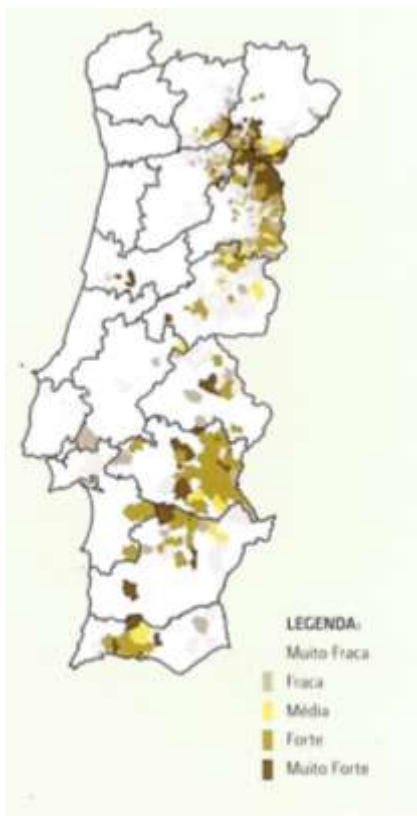 LEGENDA:
Muito Fraca
Fraca
Média
Forte
Muito Forte